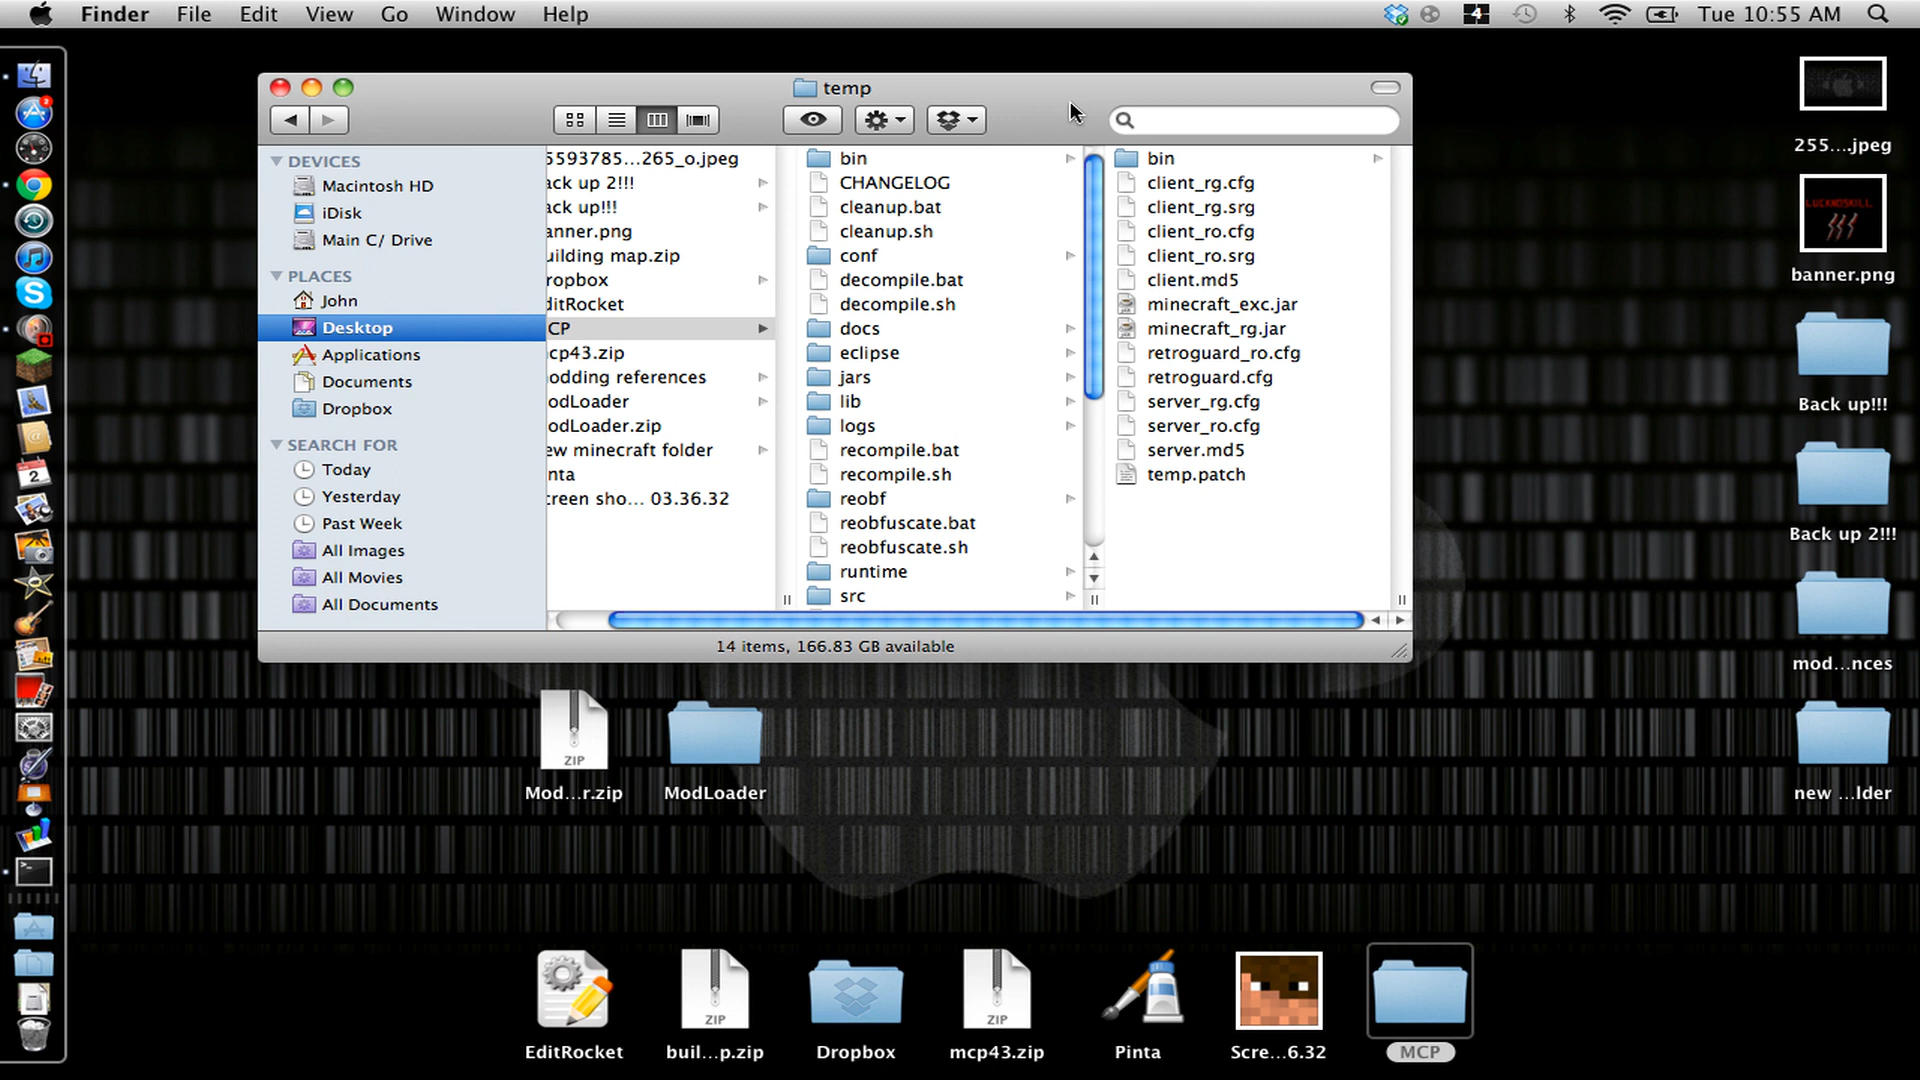 Finder File Edit View Go Window Help 4 Tue 10:55 AM
temp
DEVICES
Macintosh HD
iDisk
Main C/ Drive
PLACES
John
Desktop
Applications
Documents
Dropbox
SEARCH FOR
Today
Yesterday
Past Week
All Images
All Movies
All Documents
5593785...265_o.jpeg
ack up 2!!!
ack up!!!
anner.png
uilding map.zip
ropbox
ditRocket
CP
cp43.zip
odding references
odLoader
odLoader.zip
ew minecraft folder
inta
creen sho... 03.36.32
bin
CHANGELOG
cleanup.bat
cleanup.sh
conf
decompile.bat
decompile.sh
docs
eclipse
jars
lib
logs
recompile.bat
recompile.sh
reobf
reobfuscate.bat
reobfuscate.sh
runtime
src
bin
client_rg.cfg
client_rg.srg
client_ro.cfg
client_ro.srg
client.md5
minecraft_exc.jar
minecraft_rg.jar
retroguard_ro.cfg
retroguard.cfg
server_rg.cfg
server_ro.cfg
server.md5
temp.patch
14 items, 166.83 GB available
255....jpeg
LUCKNOSKILL
banner.png
Back up!!!
Back up 2!!!
mod...nces
new ...lder
2
2
ZIP
Mod...r.zip
ModLoader
EditRocket
ZIP
buil...p.zip
Dropbox
ZIP
mcp43.zip
Pinta
Scre...6.32
MCP